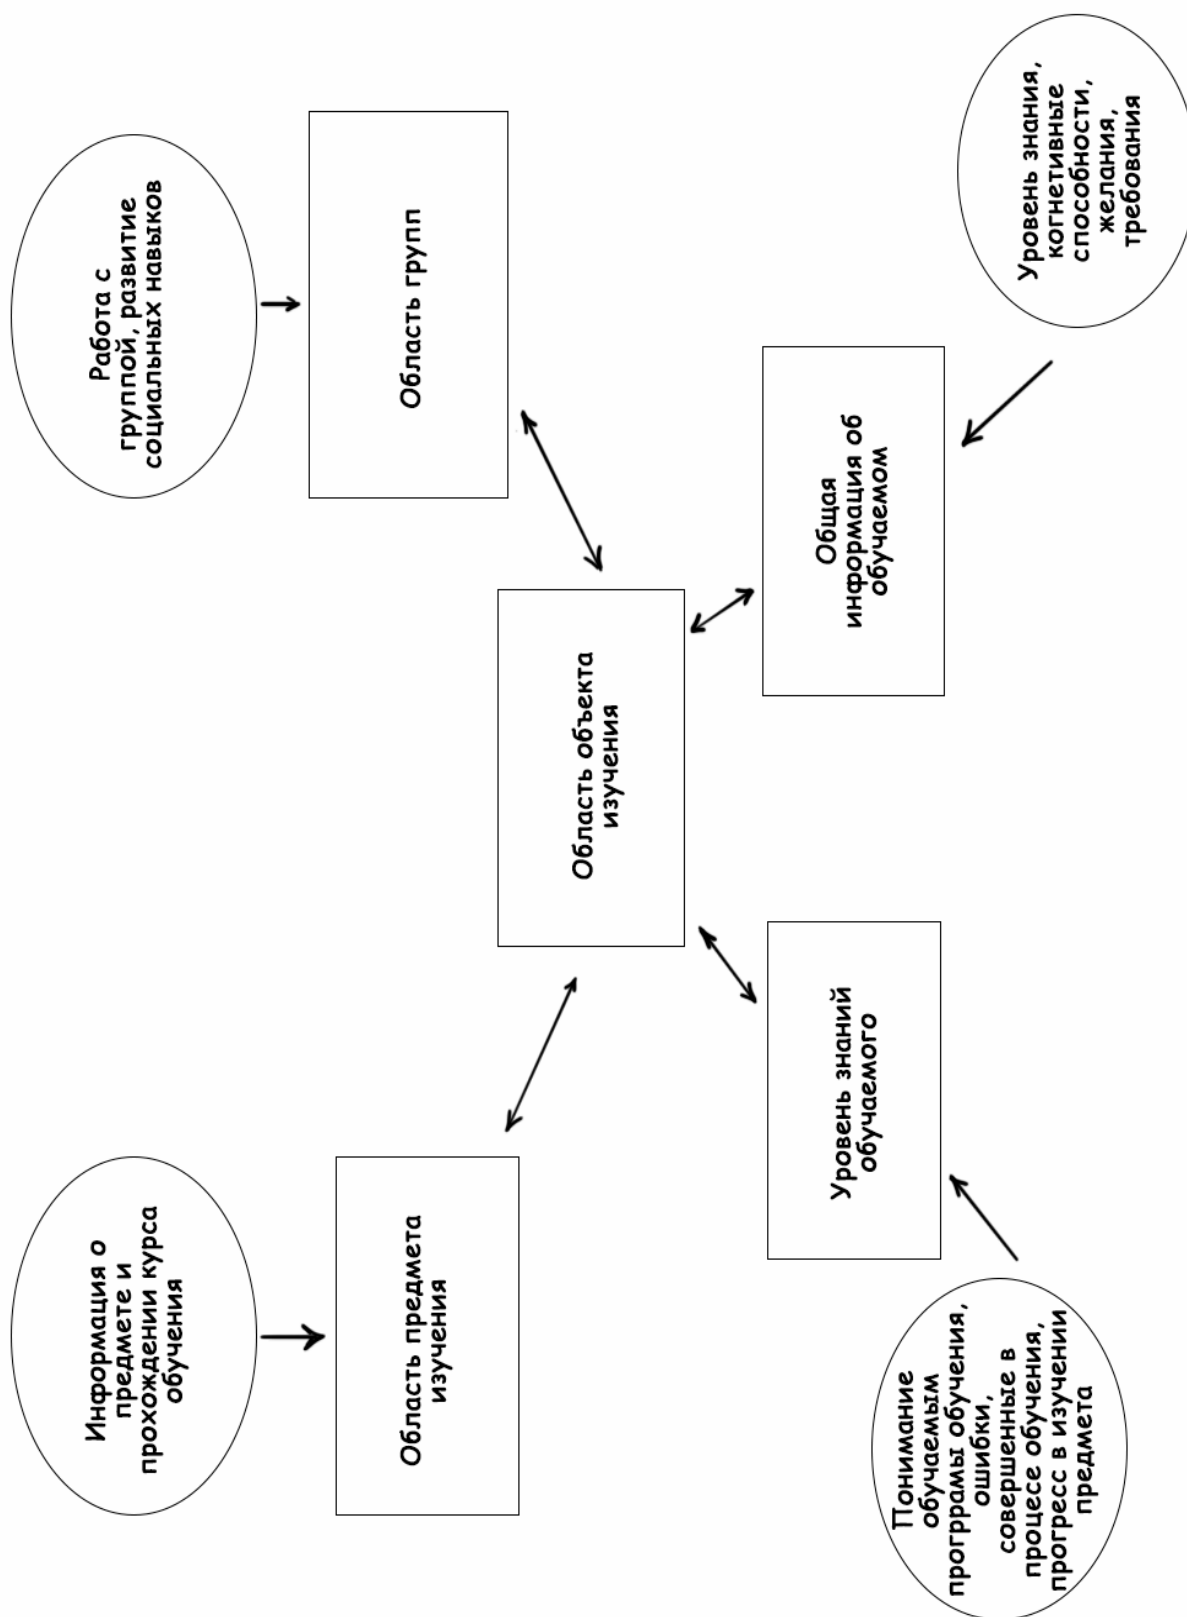 Информация о
предмете и
прохождении курса
обучения
Работа с
группой, развитие
социальных навыков
Область предмета
изучения
Область групп
Область объекта
изучения
Уровень знаний
обучаемого
Общая
информация об
обучаемом
Понимание
обучаемым
прогррамы обучения,
ошибки,
совершенные в
процесе обучения,
прогресс в изучении
предмета
Уровень знания,
когнетивные
способности,
желания,
требования